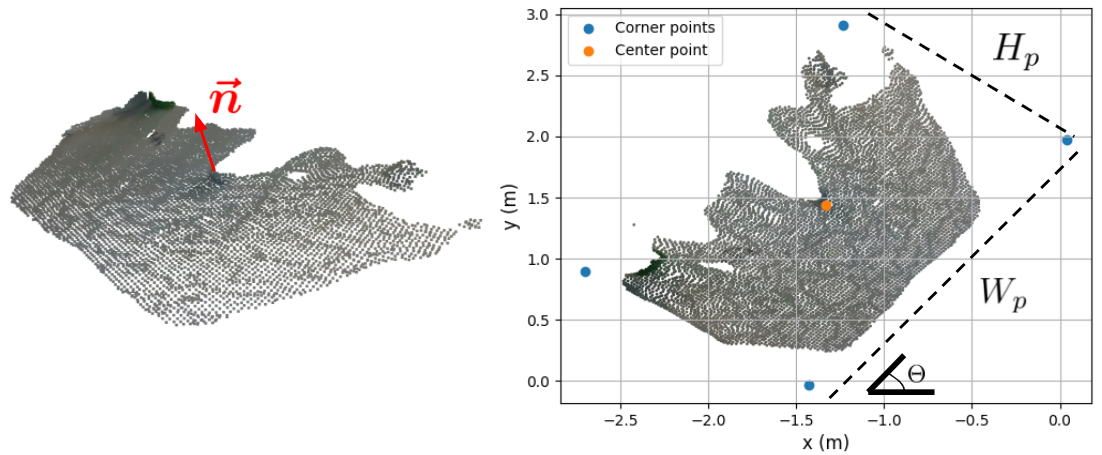 n⃗
Corner points
Center point
H_p
W_p
Θ
3.0
2.5
2.0
1.5
1.0
0.5
0.0
y (m)
−2.5 −2.0 −1.5 −1.0 −0.5 0.0
x (m)